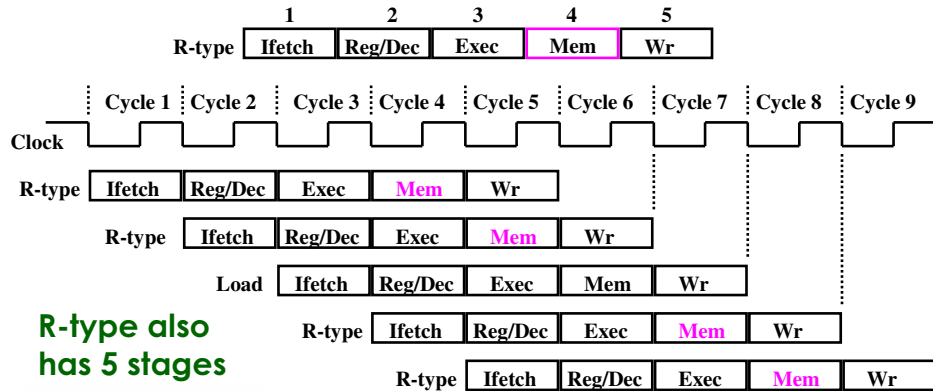 1 2 3 4 5
R-type Ifetch Reg/Dec Exec Mem Wr
Cycle 1 Cycle 2 Cycle 3 Cycle 4 Cycle 5 Cycle 6 Cycle 7 Cycle 8 Cycle 9
Clock
R-type Ifetch Reg/Dec Exec Mem Wr
R-type Ifetch Reg/Dec Exec Mem Wr
Load Ifetch Reg/Dec Exec Mem Wr
R-type Ifetch Reg/Dec Exec Mem Wr
R-type Ifetch Reg/Dec Exec Mem Wr
R-type also
has 5 stages